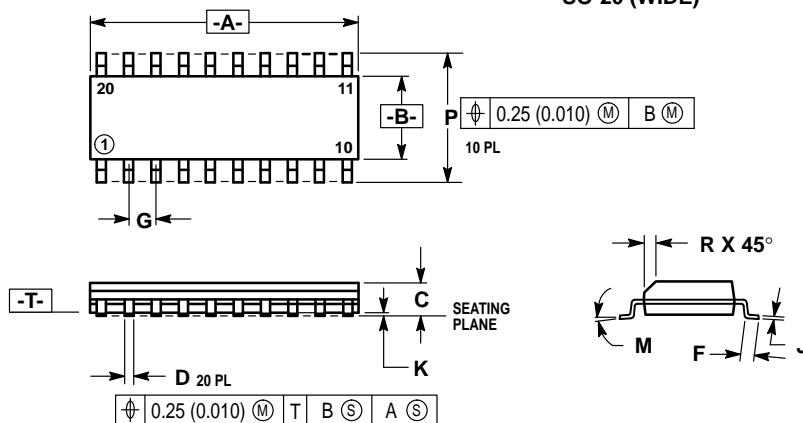 SO-20 (WIDE)
-A-
20 11
-B- P ⌖ 0.25 (0.010) Ⓜ B Ⓜ
10 PL
① 10
G
R X 45°
-T- C SEATING
PLANE
K
M F J
D 20 PL
⌖ 0.25 (0.010) Ⓜ T B Ⓢ A Ⓢ